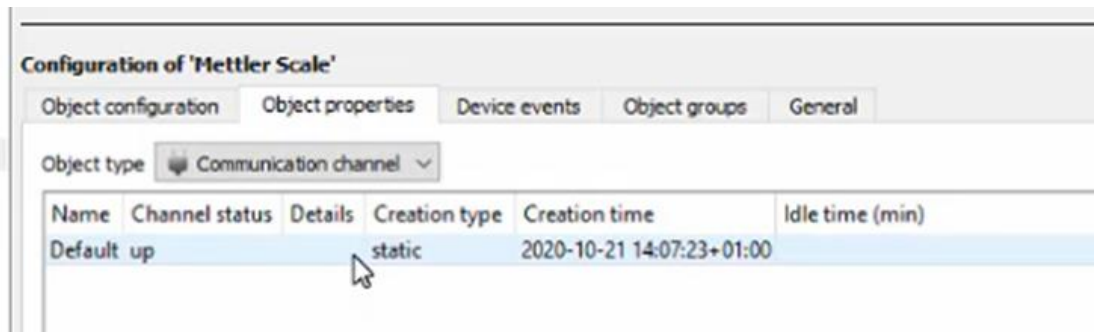 Configuration of 'Mettler Scale'
Object configuration Object properties Device events Object groups General
Object type Communication channel
Name Channel status Details Creation type Creation time Idle time (min)
Default up static 2020-10-21 14:07:23+01:00